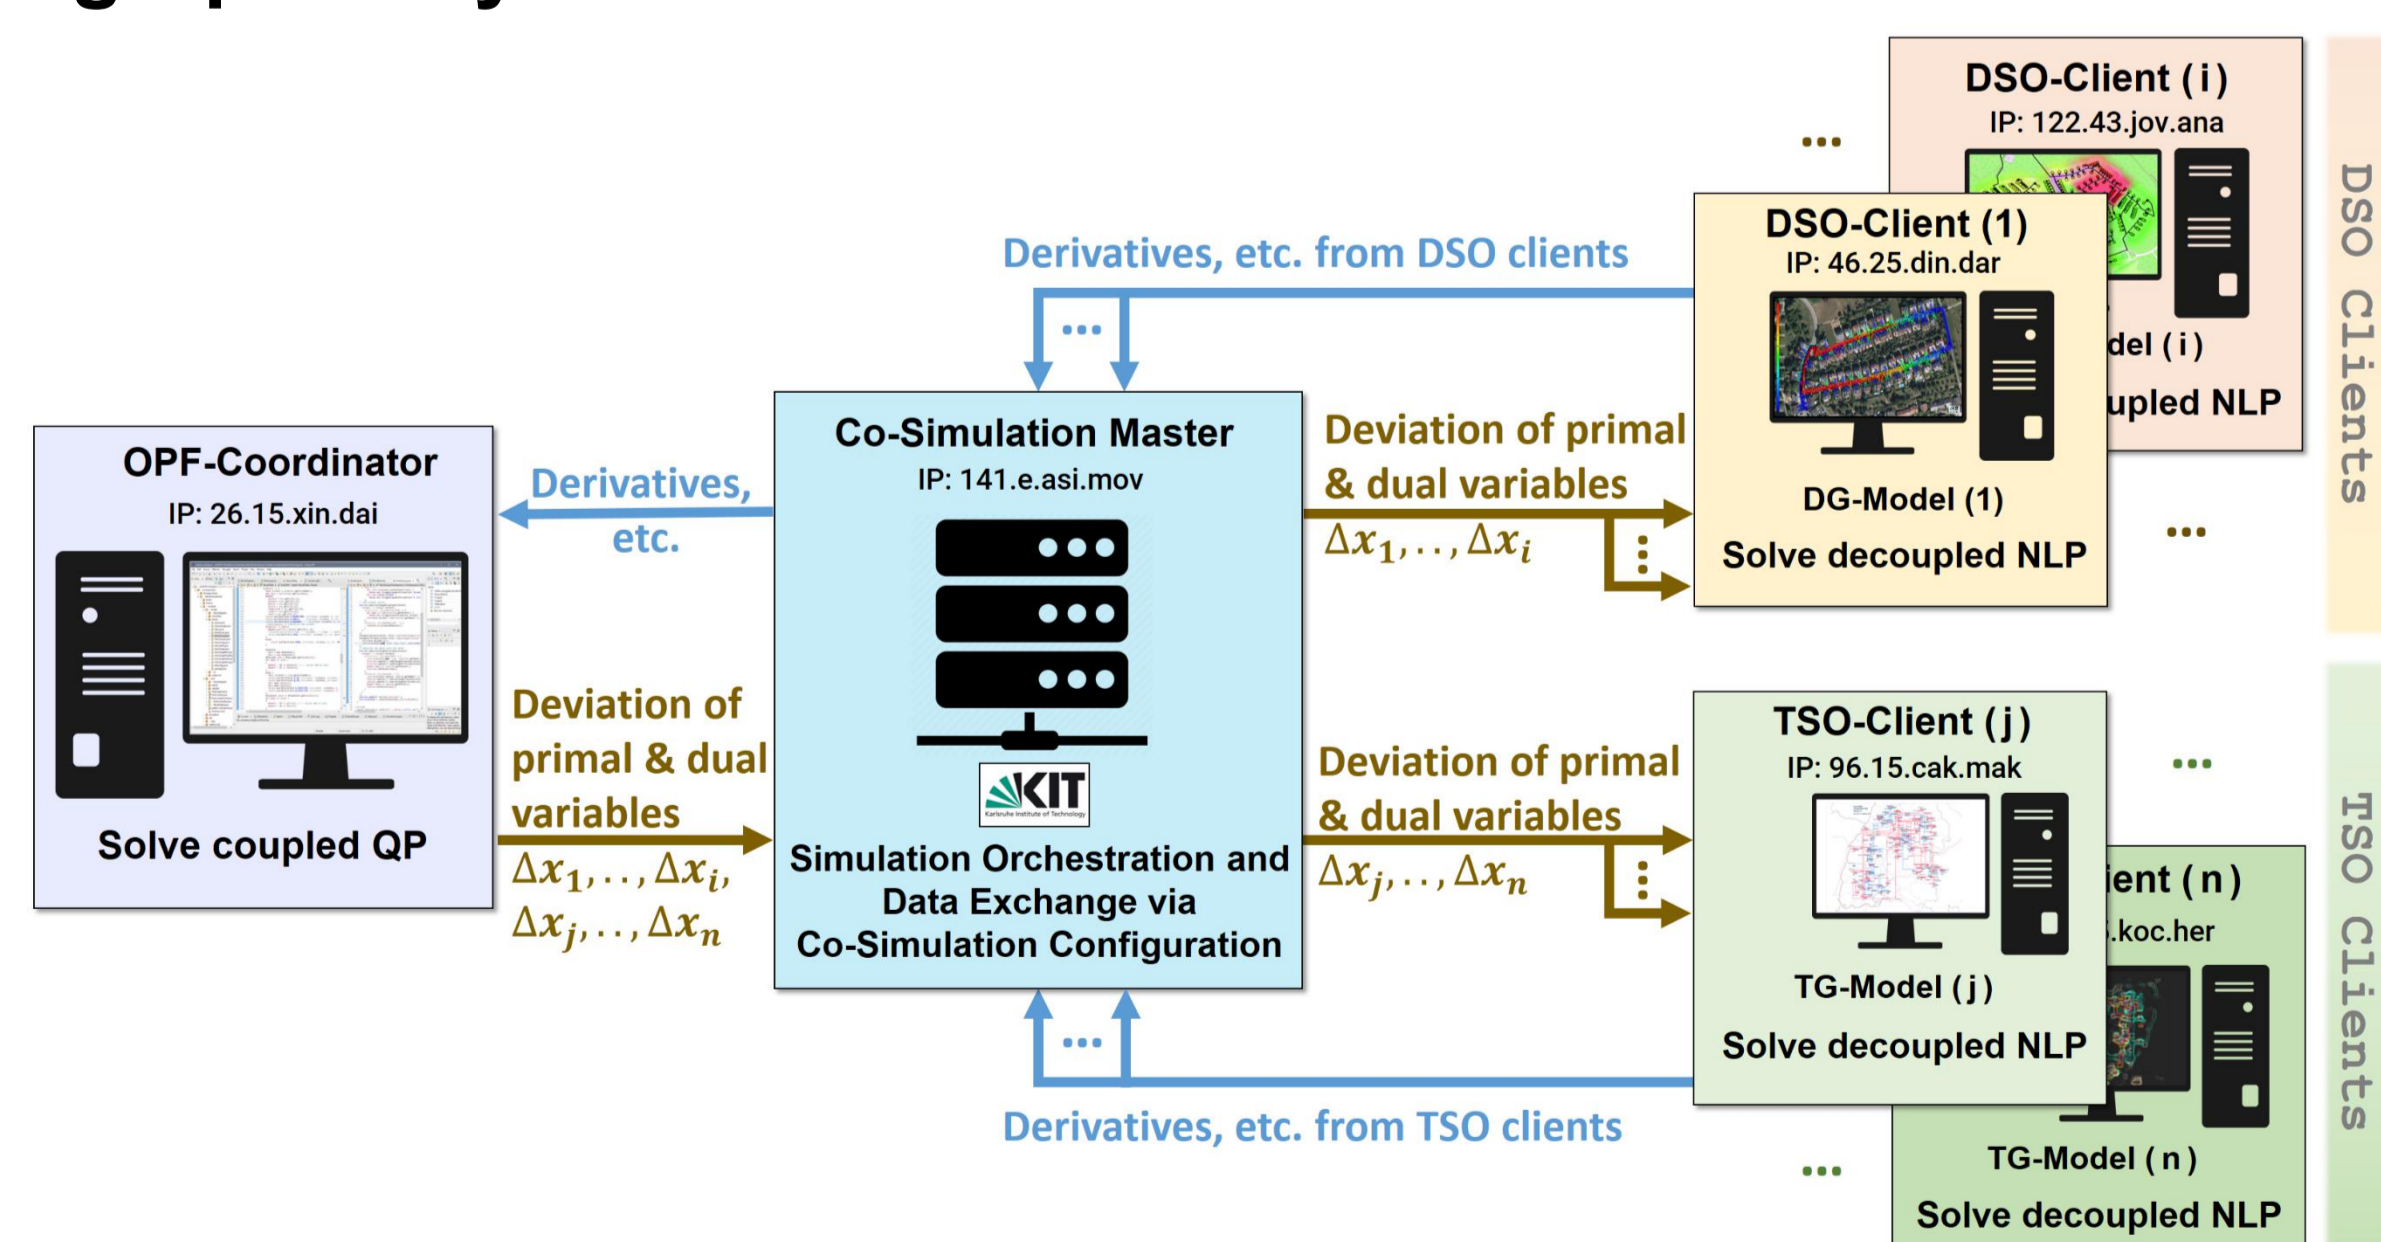 DSO-Client (i)
IP: 122.43.jov.ana
del (i)
upled NLP
DSO-Client (1)
IP: 46.25.din.dar
DG-Model (1)
Solve decoupled NLP
DSO Clients
Derivatives, etc. from DSO clients
...
...
...
OPF-Coordinator
IP: 26.15.xin.dai
Solve coupled QP
Derivatives,
etc.
Deviation of
primal & dual
variables
Δx₁,..,Δxᵢ,
Δxⱼ,..,Δxₙ
Co-Simulation Master
IP: 141.e.asi.mov
KIT
Karlsruhe Institute of Technology
Simulation Orchestration and
Data Exchange via
Co-Simulation Configuration
Deviation of primal
& dual variables
Δx₁,..,Δxᵢ
...
Deviation of primal
& dual variables
Δxⱼ,..,Δxₙ
...
TSO-Client (j)
IP: 96.15.cak.mak
TG-Model (j)
Solve decoupled NLP
...
ient (n)
.koc.her
TG-Model (n)
Solve decoupled NLP
TSO Clients
...
Derivatives, etc. from TSO clients
...